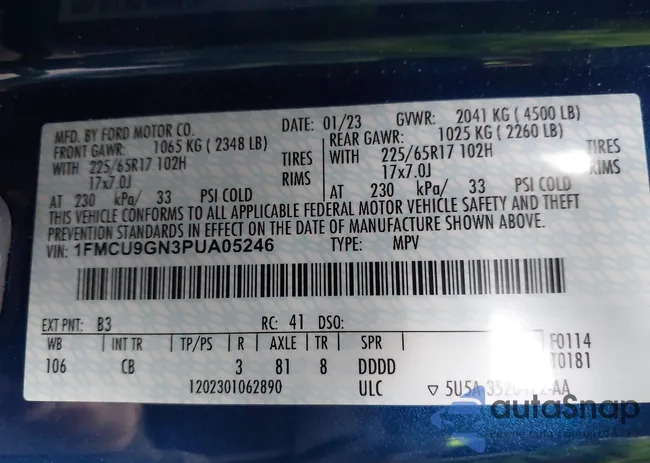 MFD. BY FORD MOTOR CO.
DATE: 01/23 GVWR: 2041 KG ( 4500 LB)
FRONT GAWR: 1065 KG ( 2348 LB) REAR GAWR: 1025 KG ( 2260 LB)
WITH 225/65R17 102H TIRES WITH 225/65R17 102H TIRES
17x7.0J RIMS 17x7.0J RIMS
AT 230 kPa/ 33 PSI COLD AT 230 kPa/ 33 PSI COLD
THIS VEHICLE CONFORMS TO ALL APPLICABLE FEDERAL MOTOR VEHICLE SAFETY AND THEFT
PREVENTION STANDARDS IN EFFECT ON THE DATE OF MANUFACTURE SHOWN ABOVE.
VIN: 1FMCU9GN3PUA05246 TYPE: MPV
EXT PNT: B3 RC: 41 DSO:
WB INT TR TP/PS R AXLE TR SPR F0114
106 CB 3 81 8 DDDD T0181
1202301062890 ULC ▽ 5U5A
autoSnap